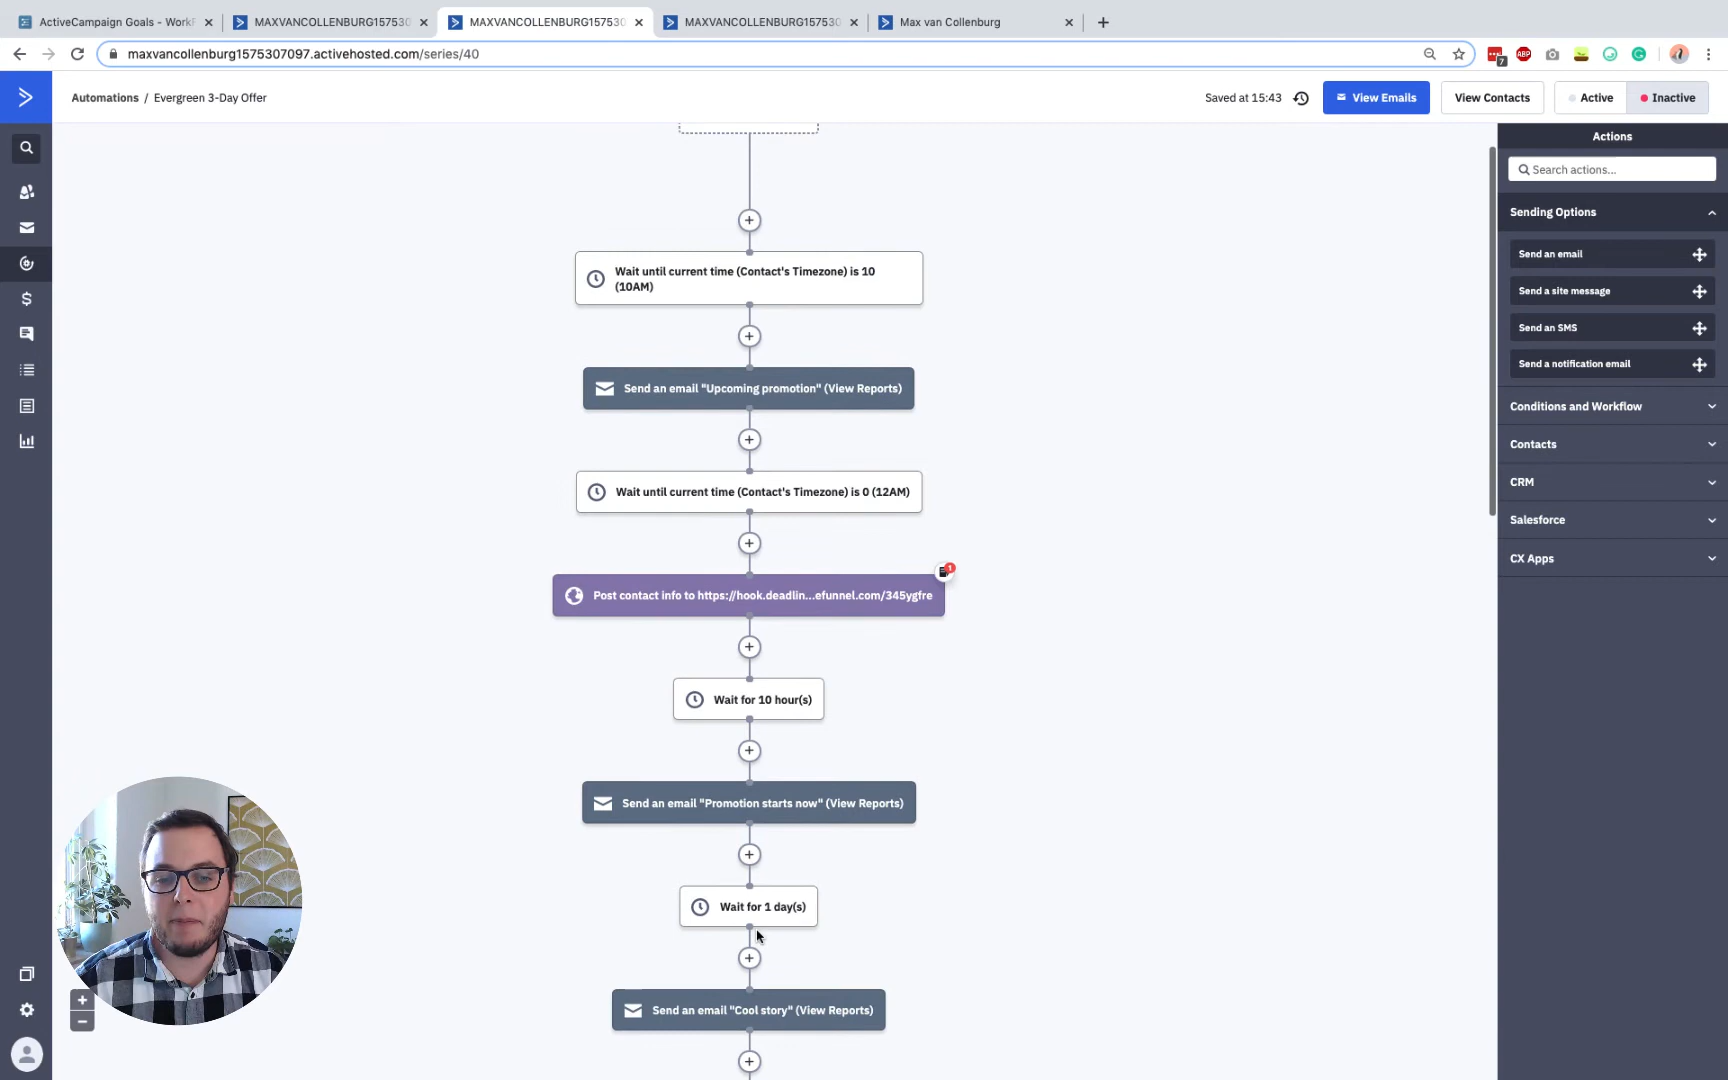 ActiveCampaign Goals - WorkF
MAXVANCOLLENBURG157530
MAXVANCOLLENBURG157530
MAXVANCOLLENBURG157530
Max van Collenburg
maxvancollenburg1575307097.activehosted.com/series/40
7
ABP
Automations / Evergreen 3-Day Offer
Saved at 15:43
View Emails
View Contacts
Active
Inactive
Actions
Search actions...
Sending Options
Send an email
Send a site message
Send an SMS
Send a notification email
Conditions and Workflow
Contacts
CRM
Salesforce
CX Apps
Wait until current time (Contact's Timezone) is 10
(10AM)
Send an email "Upcoming promotion" (View Reports)
Wait until current time (Contact's Timezone) is 0 (12AM)
1
Post contact info to https://hook.deadlin...efunnel.com/345ygfre
Wait for 10 hour(s)
Send an email "Promotion starts now" (View Reports)
Wait for 1 day(s)
Send an email "Cool story" (View Reports)